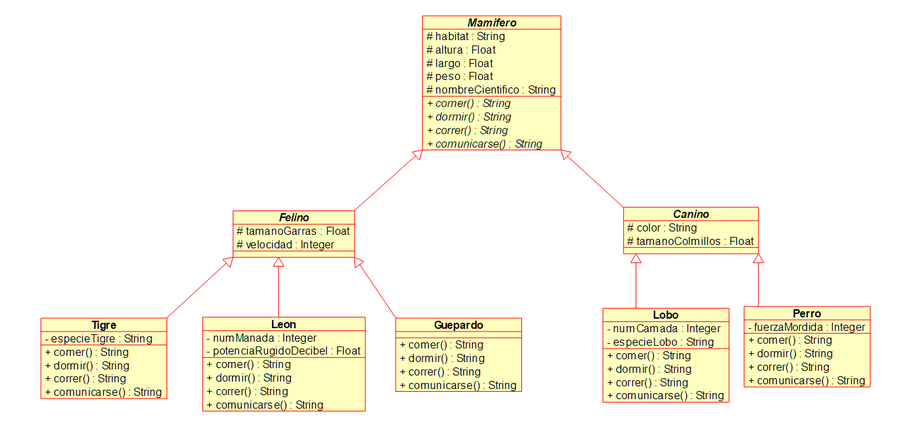 Mamifero
# habitat : String
# altura : Float
# largo : Float
# peso : Float
# nombreCientifico : String
+ comer() : String
+ dormir() : String
+ correr() : String
+ comunicarse() : String
Felino
# tamanoGarras : Float
# velocidad : Integer
Canino
# color : String
# tamanoColmillos : Float
Tigre
- especieTigre : String
+ comer() : String
+ dormir() : String
+ correr() : String
+ comunicarse() : String
Leon
- numManada : Integer
- potenciaRugidoDecibel : Float
+ comer() : String
+ dormir() : String
+ correr() : String
+ comunicarse() : String
Guepardo
+ comer() : String
+ dormir() : String
+ correr() : String
+ comunicarse() : String
Lobo
- numCamada : Integer
- especieLobo : String
+ comer() : String
+ dormir() : String
+ correr() : String
+ comunicarse() : String
Perro
- fuerzaMordida : Integer
+ comer() : String
+ dormir() : String
+ correr() : String
+ comunicarse() : String